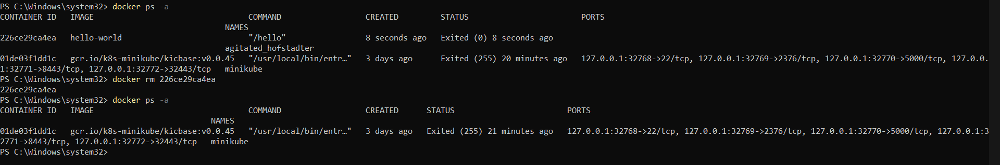 PS C:\Windows\system32> docker ps -a
CONTAINER ID   IMAGE                                 COMMAND                  CREATED         STATUS                        PORTS
                                                NAMES
226ce29ca4ea   hello-world                           "/hello"                 8 seconds ago   Exited (0) 8 seconds ago
                                                agitated_hofstadter
01de03f1dd1c   gcr.io/k8s-minikube/kicbase:v0.0.45   "/usr/local/bin/entr…"   3 days ago      Exited (255) 20 minutes ago   127.0.0.1:32768->22/tcp, 127.0.0.1:32769->2376/tcp, 127.0.0.1:32770->5000/tcp, 127.0.0.
1:32771->8443/tcp, 127.0.0.1:32772->32443/tcp   minikube
PS C:\Windows\system32> docker rm 226ce29ca4ea
226ce29ca4ea
PS C:\Windows\system32> docker ps -a
CONTAINER ID   IMAGE                                 COMMAND                  CREATED      STATUS                        PORTS
                                             NAMES
01de03f1dd1c   gcr.io/k8s-minikube/kicbase:v0.0.45   "/usr/local/bin/entr…"   3 days ago   Exited (255) 21 minutes ago   127.0.0.1:32768->22/tcp, 127.0.0.1:32769->2376/tcp, 127.0.0.1:32770->5000/tcp, 127.0.0.1:3
2771->8443/tcp, 127.0.0.1:32772->32443/tcp   minikube
PS C:\Windows\system32>